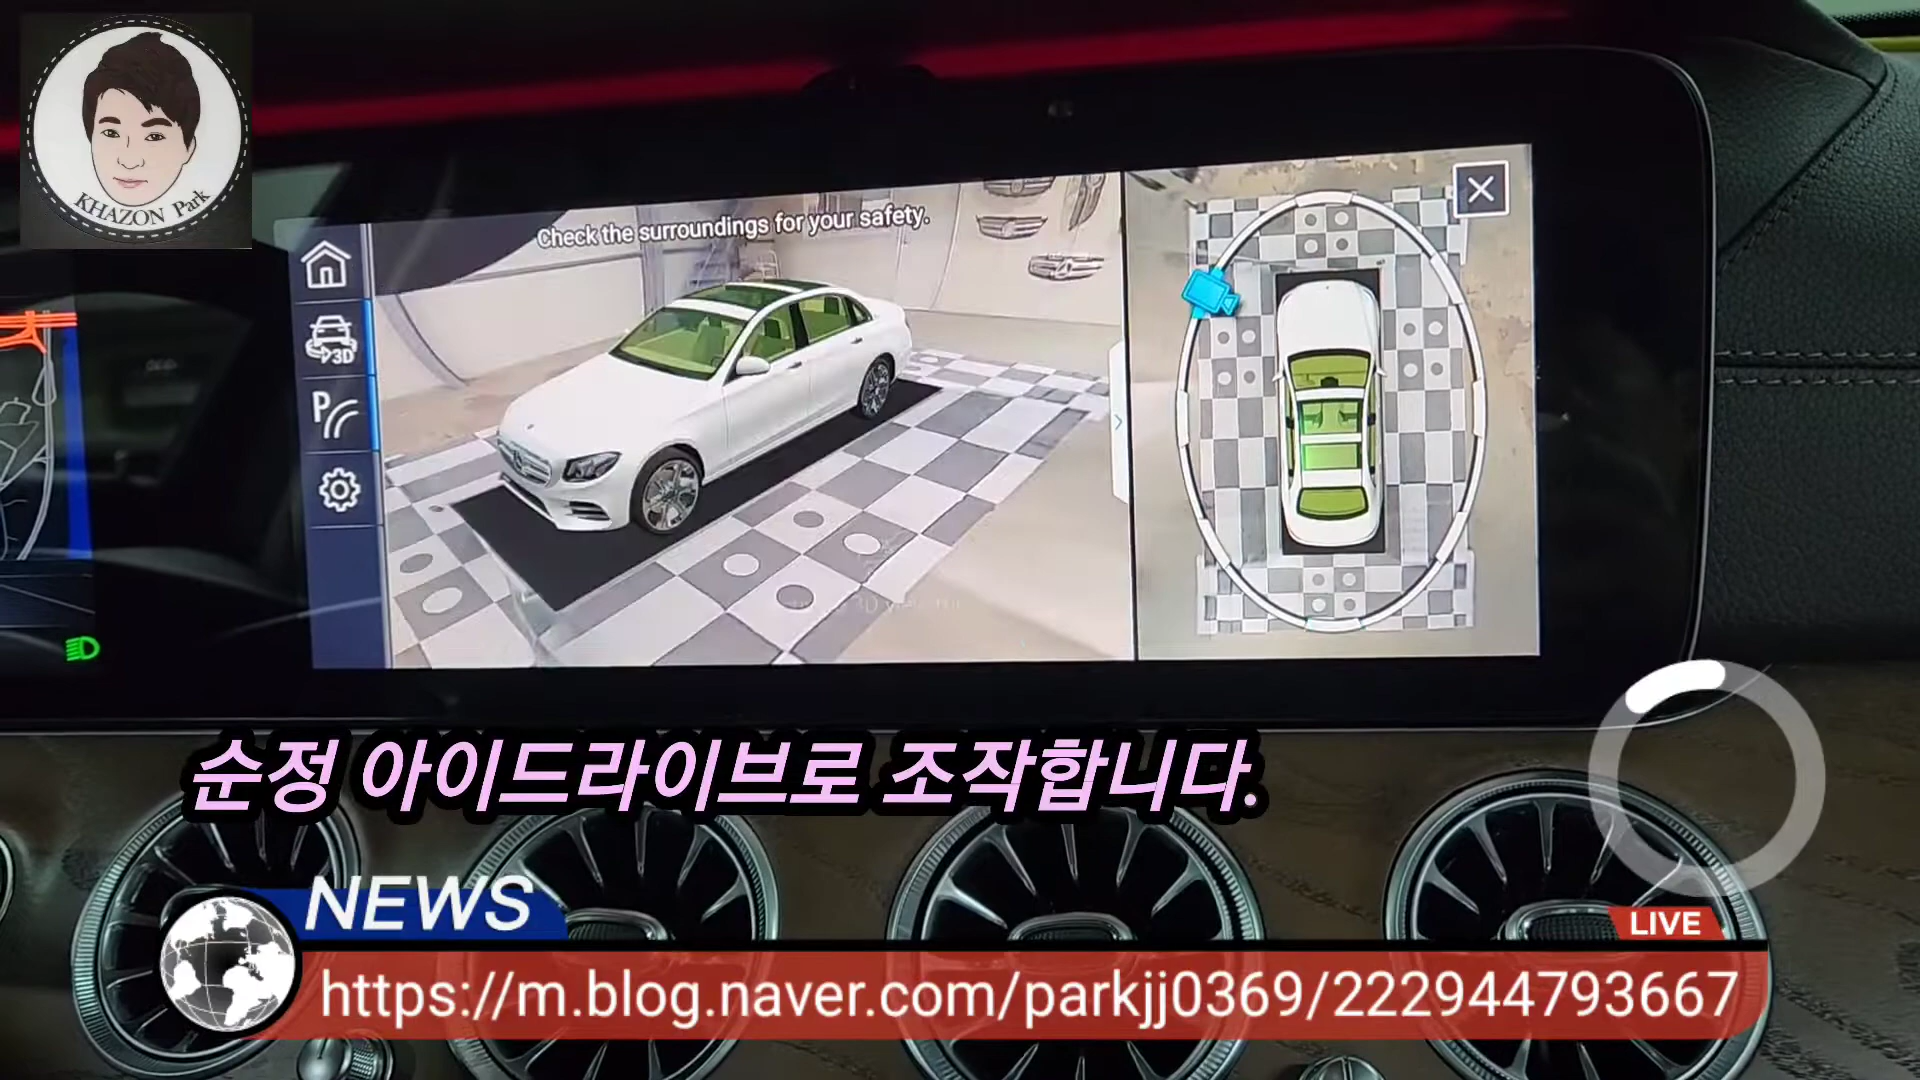 KHAZON Park
Check the surroundings for your safety.
3D
P
순정 아이드라이브로 조작합니다.
NEWS
LIVE
https://m.blog.naver.com/parkjj0369/222944793667